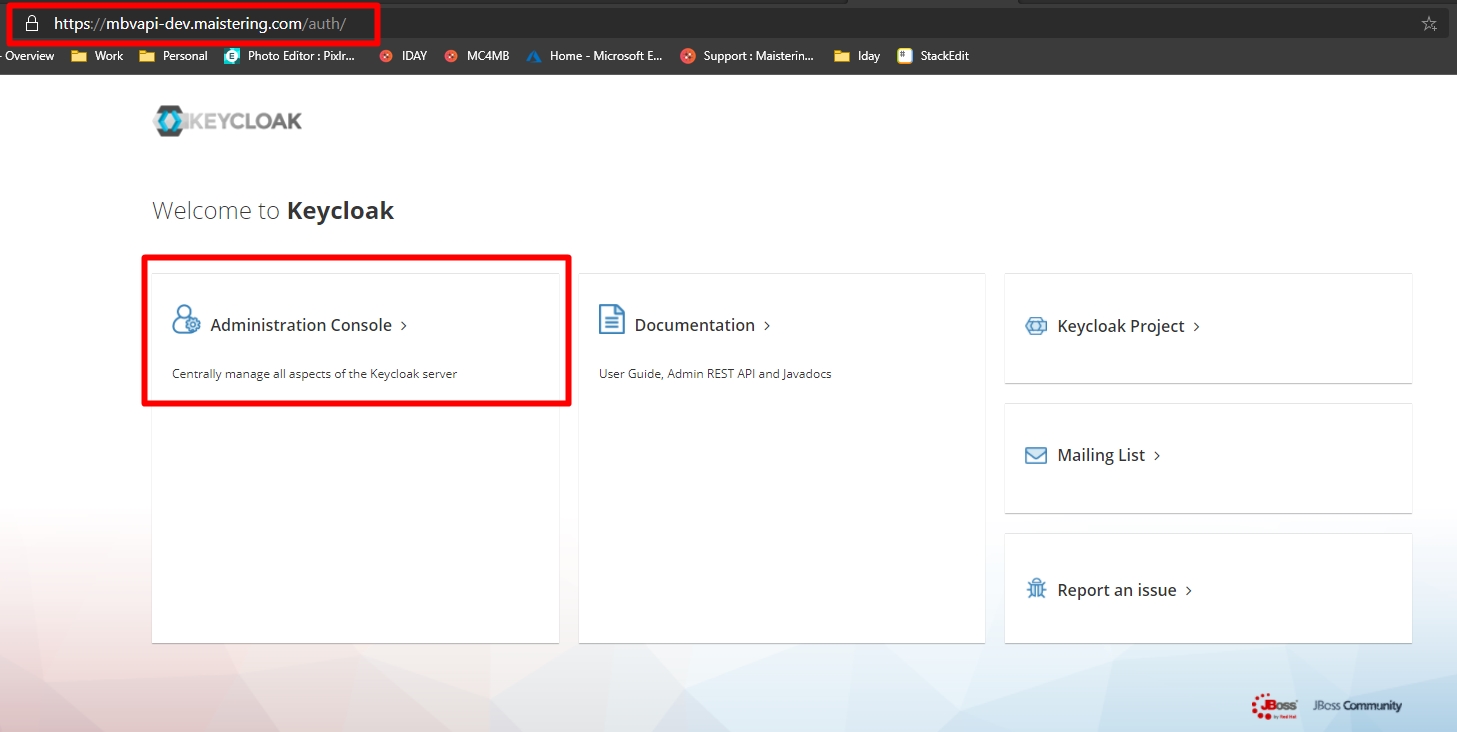 https://mbvapi-dev.maistering.com/auth/
Overview Work Personal Photo Editor : Pixlr... IDAY MC4MB Home - Microsoft E... Support : Maisterin... Iday StackEdit
KEYCLOAK
Welcome to Keycloak
Administration Console >
Centrally manage all aspects of the Keycloak server
Documentation >
User Guide, Admin REST API and Javadocs
Keycloak Project >
Mailing List >
Report an issue >
JBoss by Red Hat JBoss Community